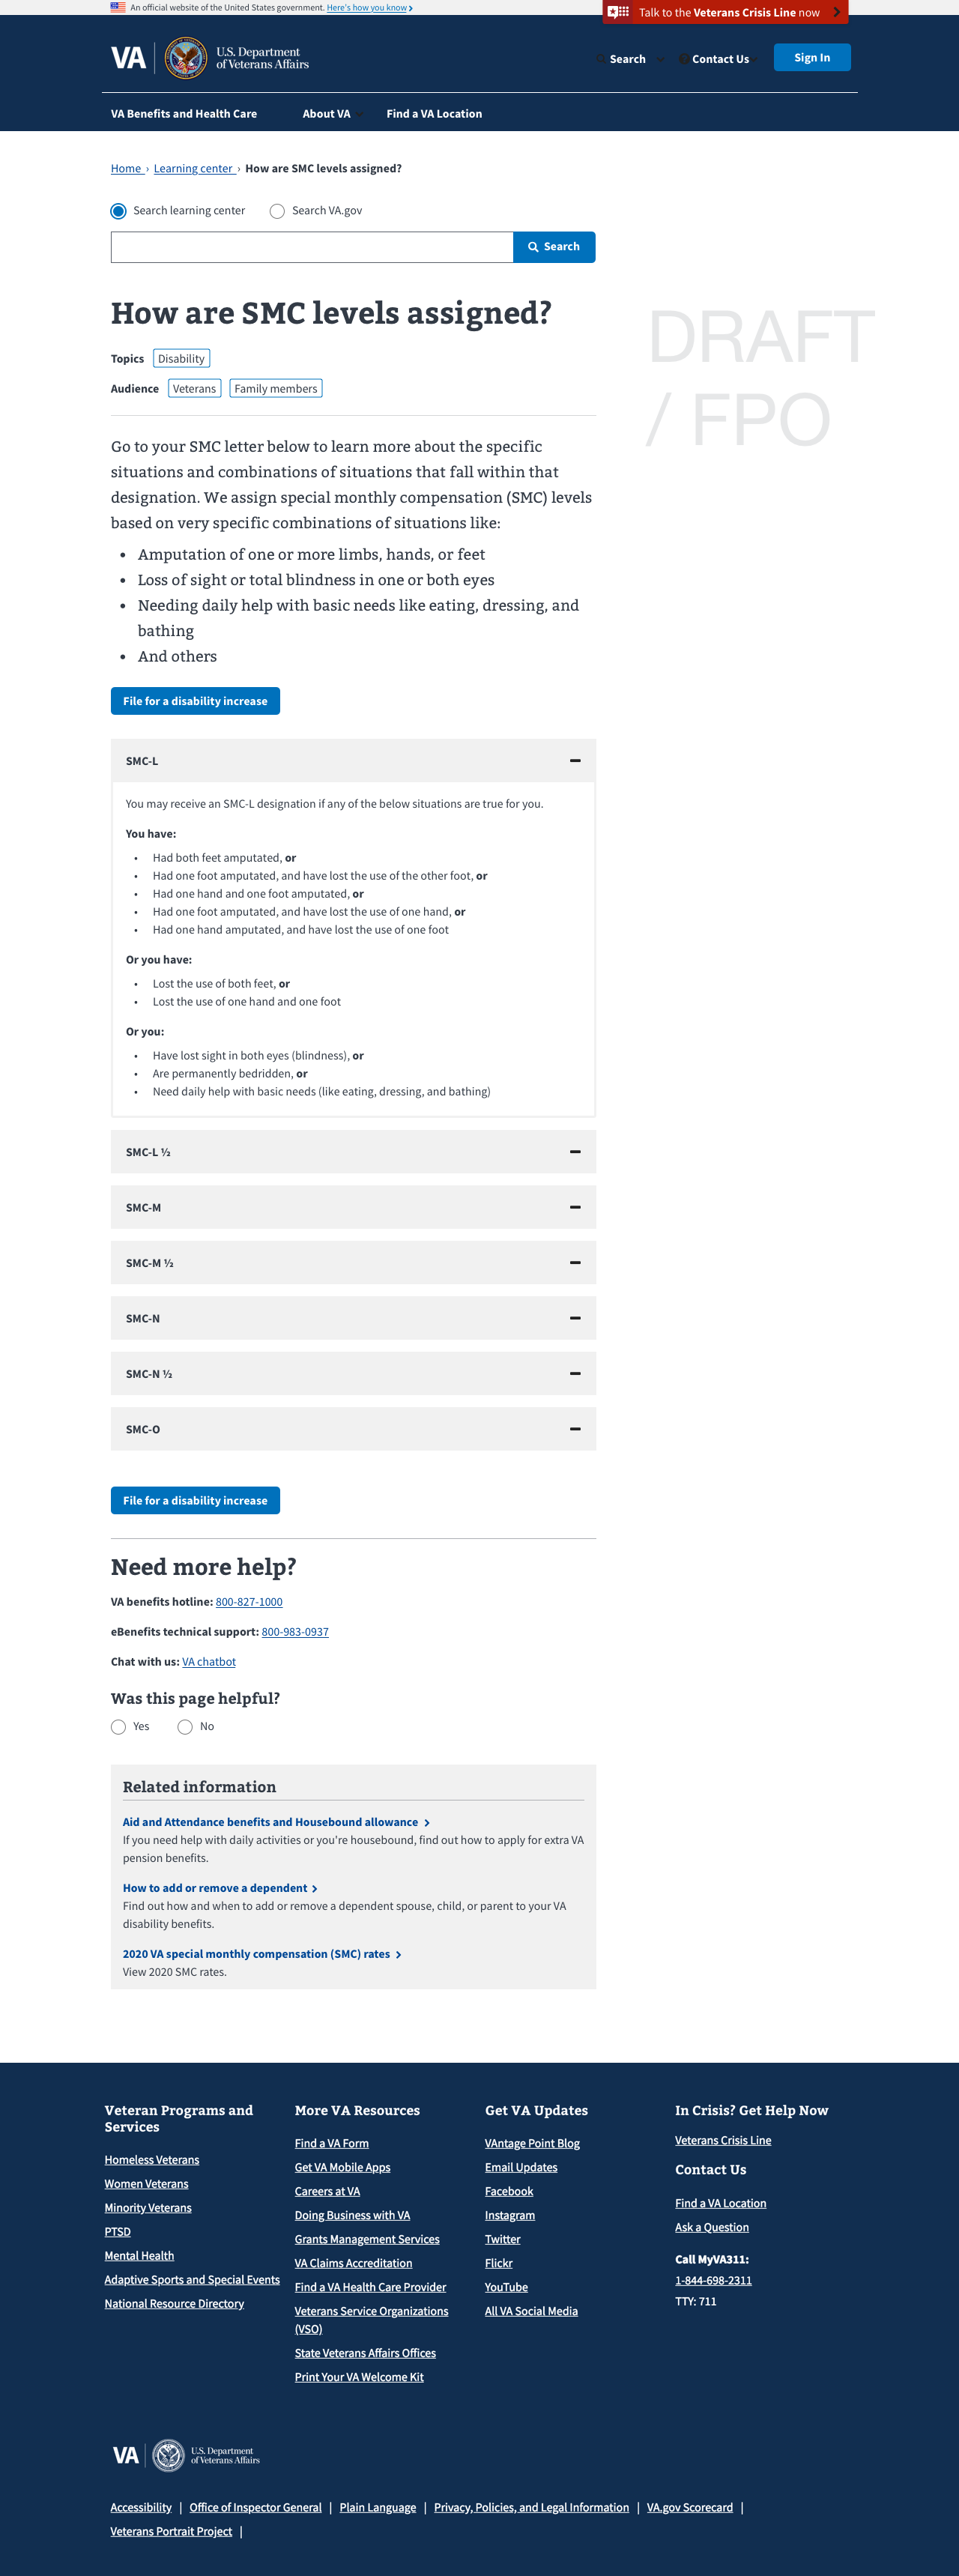 An official website of the United States government. Here's how you know
Talk to the Veterans Crisis Line now
VA
U.S. Department
of Veterans Affairs
Search
Contact Us
Sign In
VA Benefits and Health Care
About VA
Find a VA Location
Home › Learning center › How are SMC levels assigned?
Search learning center
Search VA.gov
Search
How are SMC levels assigned?
DRAFT
/ FPO
Topics Disability
Audience Veterans Family members
Go to your SMC letter below to learn more about the specific
situations and combinations of situations that fall within that
designation. We assign special monthly compensation (SMC) levels
based on very specific combinations of situations like:
• Amputation of one or more limbs, hands, or feet
• Loss of sight or total blindness in one or both eyes
• Needing daily help with basic needs like eating, dressing, and
bathing
• And others
File for a disability increase
SMC-L
You may receive an SMC-L designation if any of the below situations are true for you.
You have:
• Had both feet amputated, or
• Had one foot amputated, and have lost the use of the other foot, or
• Had one hand and one foot amputated, or
• Had one foot amputated, and have lost the use of one hand, or
• Had one hand amputated, and have lost the use of one foot
Or you have:
• Lost the use of both feet, or
• Lost the use of one hand and one foot
Or you:
• Have lost sight in both eyes (blindness), or
• Are permanently bedridden, or
• Need daily help with basic needs (like eating, dressing, and bathing)
SMC-L ½
SMC-M
SMC-M ½
SMC-N
SMC-N ½
SMC-O
File for a disability increase
Need more help?
VA benefits hotline: 800-827-1000
eBenefits technical support: 800-983-0937
Chat with us: VA chatbot
Was this page helpful?
Yes
No
Related information
Aid and Attendance benefits and Housebound allowance
If you need help with daily activities or you're housebound, find out how to apply for extra VA
pension benefits.
How to add or remove a dependent
Find out how and when to add or remove a dependent spouse, child, or parent to your VA
disability benefits.
2020 VA special monthly compensation (SMC) rates
View 2020 SMC rates.
Veteran Programs and
Services
Homeless Veterans
Women Veterans
Minority Veterans
PTSD
Mental Health
Adaptive Sports and Special Events
National Resource Directory
More VA Resources
Find a VA Form
Get VA Mobile Apps
Careers at VA
Doing Business with VA
Grants Management Services
VA Claims Accreditation
Find a VA Health Care Provider
Veterans Service Organizations
(VSO)
State Veterans Affairs Offices
Print Your VA Welcome Kit
Get VA Updates
VAntage Point Blog
Email Updates
Facebook
Instagram
Twitter
Flickr
YouTube
All VA Social Media
In Crisis? Get Help Now
Veterans Crisis Line
Contact Us
Find a VA Location
Ask a Question
Call MyVA311:
1-844-698-2311
TTY: 711
VA
U.S. Department
of Veterans Affairs
Accessibility | Office of Inspector General | Plain Language | Privacy, Policies, and Legal Information | VA.gov Scorecard |
Veterans Portrait Project |